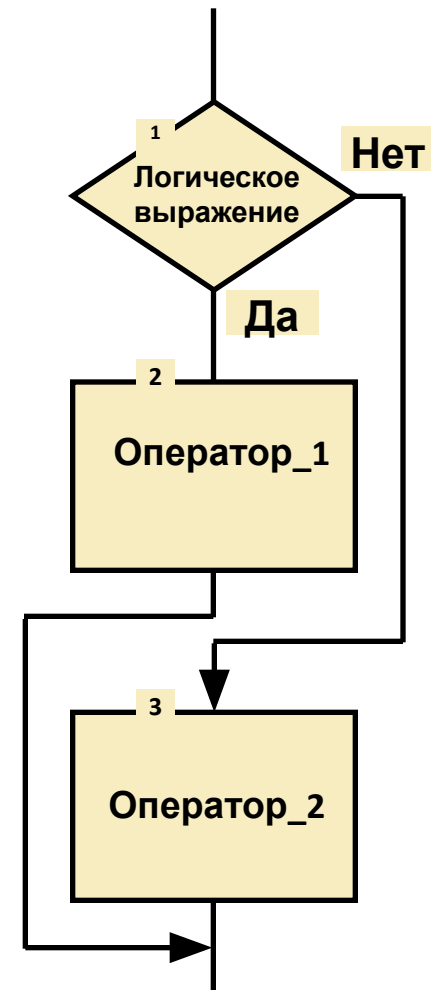 1
Нет
Логическое
выражение
Да
2
Оператор_1
3
Оператор_2